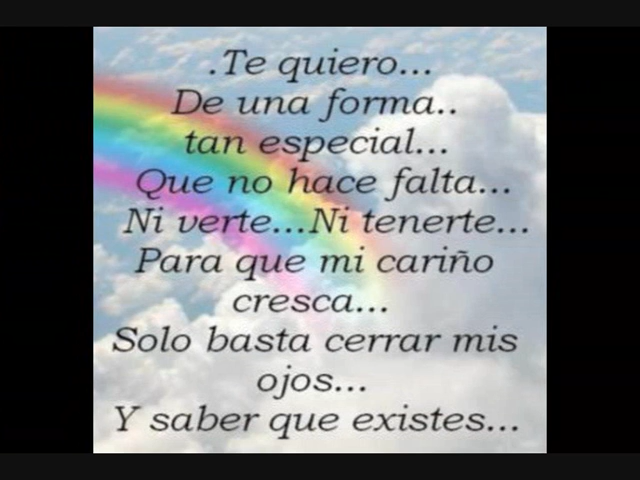 .Te quiero...
De una forma..
tan especial...
Que no hace falta...
Ni verte...Ni tenerte...
Para que mi cariño
cresca...
Solo basta cerrar mis
ojos...
Y saber que existes...